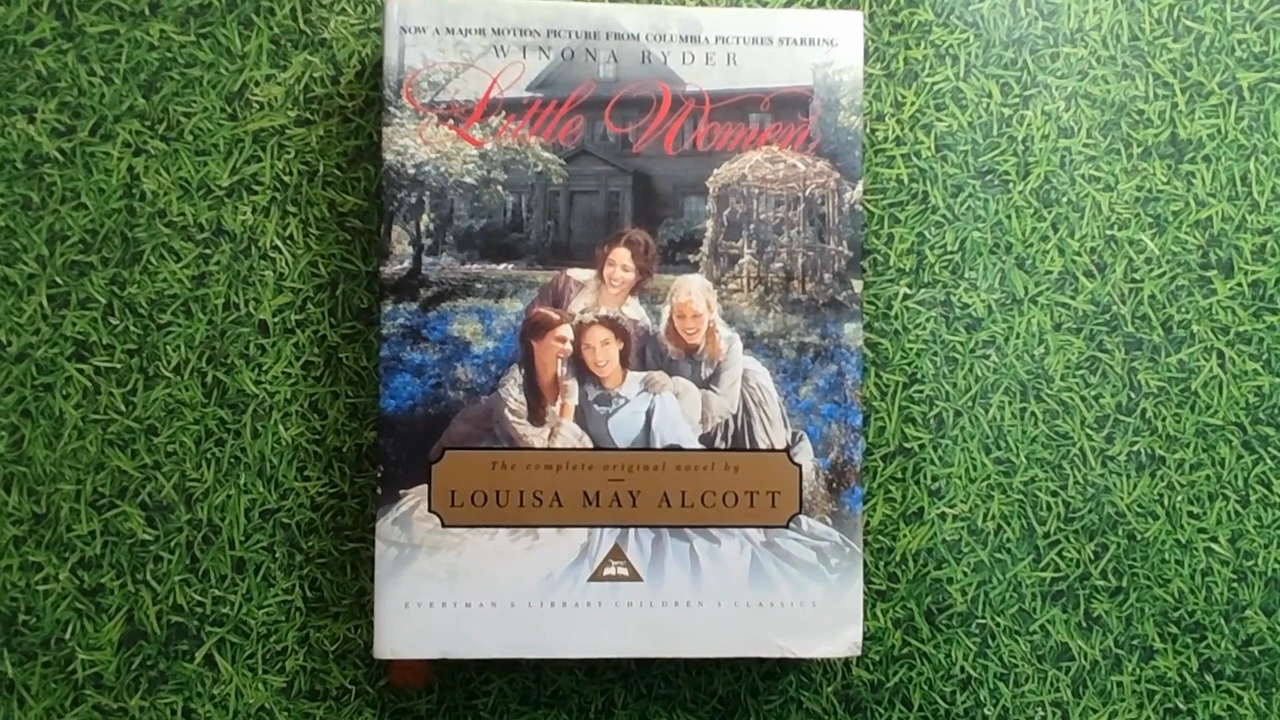 NOW A MAJOR MOTION PICTURE FROM COLUMBIA PICTURES STARRING
WINONA RYDER
Little Women
The complete original novel by
LOUISA MAY ALCOTT
EVERYMAN'S LIBRARY CHILDREN'S CLASSICS